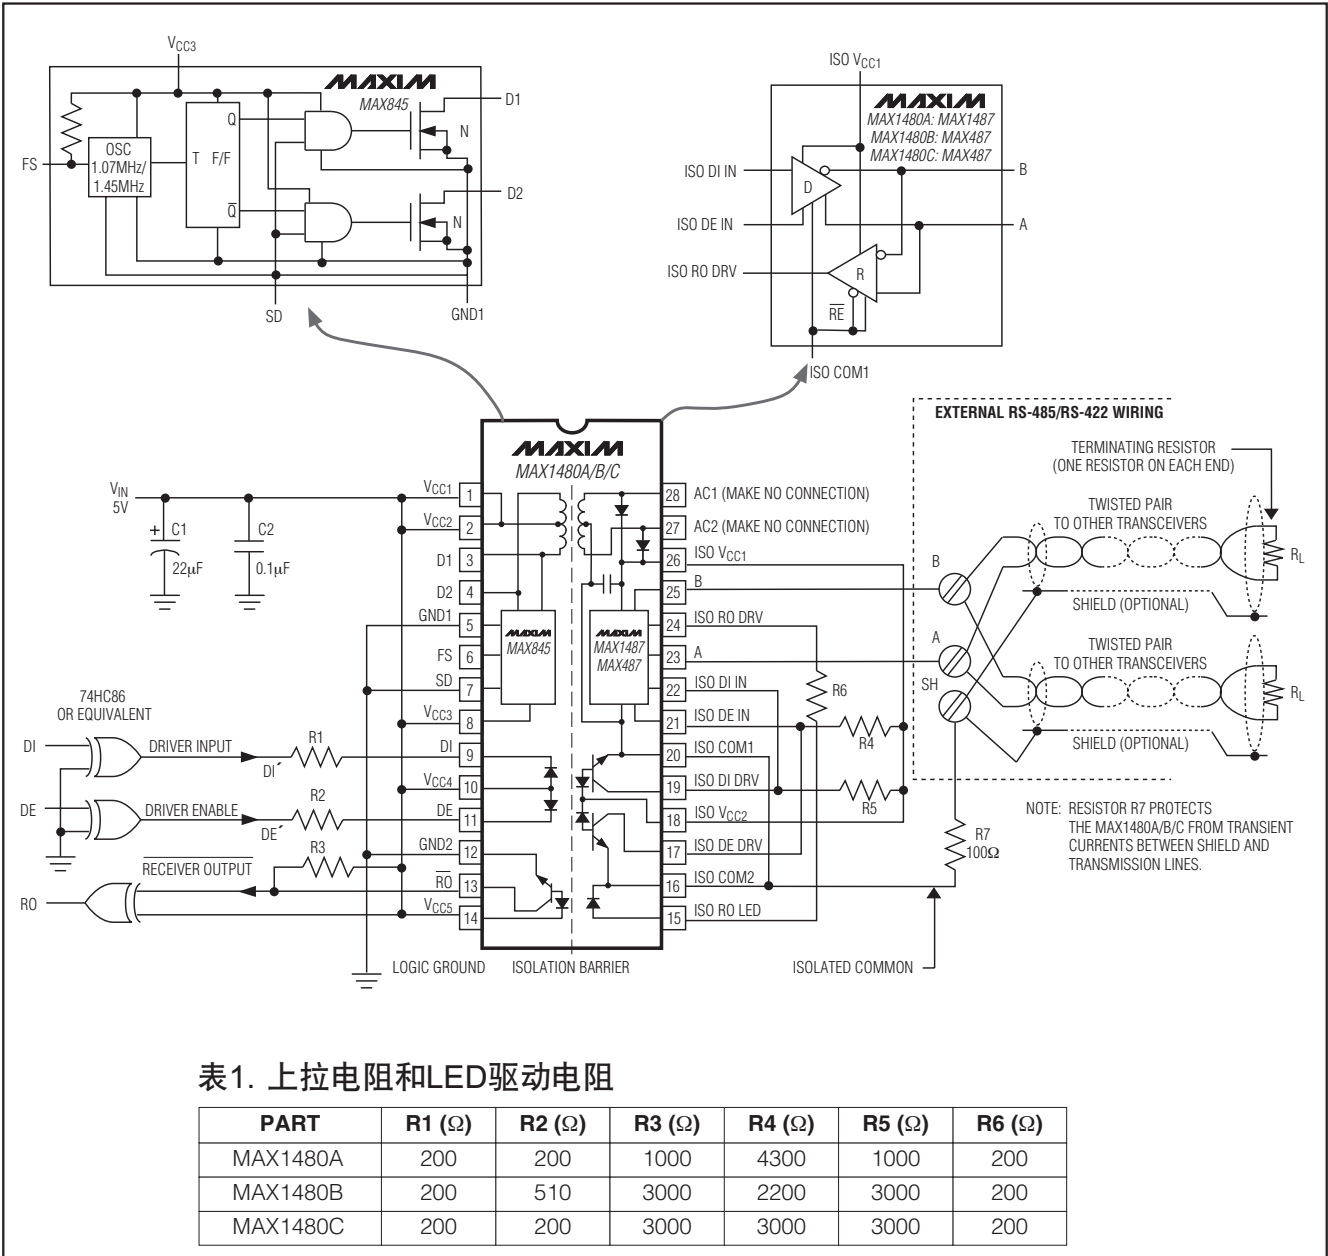 VCC3
MAXIM
MAX845
D1
Q
N
OSC
1.07MHz/
1.45MHz
T F/F
FS
D2
Q̅
N
SD
GND1
ISO VCC1
MAXIM
MAX1480A: MAX1487
MAX1480B: MAX487
MAX1480C: MAX487
ISO DI IN
B
D
ISO DE IN
A
ISO RO DRV
R
R̅E̅
ISO COM1
MAXIM
MAX1480A/B/C
VIN
5V
+ C1
22μF
C2
0.1μF
VCC1 1
VCC2 2
D1 3
D2 4
GND1 5
FS 6
SD 7
VCC3 8
DI 9
VCC4 10
DE 11
GND2 12
R̅O̅ 13
VCC5 14
MAXIM
MAX845
MAXIM
MAX1487
MAX487
28 AC1 (MAKE NO CONNECTION)
27 AC2 (MAKE NO CONNECTION)
26 ISO VCC1
25 B
24 ISO RO DRV
23 A
22 ISO DI IN
21 ISO DE IN
20 ISO COM1
19 ISO DI DRV
18 ISO VCC2
17 ISO DE DRV
16 ISO COM2
15 ISO RO LED
R6
R4
R5
74HC86
OR EQUIVALENT
DI
DRIVER INPUT
DI´
R1
DE
DRIVER ENABLE
DE´
R2
R3
R̅E̅C̅E̅I̅V̅E̅R̅ O̅U̅T̅P̅U̅T̅
RO
LOGIC GROUND
ISOLATION BARRIER
ISOLATED COMMON
EXTERNAL RS-485/RS-422 WIRING
TERMINATING RESISTOR
(ONE RESISTOR ON EACH END)
TWISTED PAIR
TO OTHER TRANSCEIVERS
B
RL
SHIELD (OPTIONAL)
A
TWISTED PAIR
TO OTHER TRANSCEIVERS
SH
RL
SHIELD (OPTIONAL)
R7
100Ω
NOTE: RESISTOR R7 PROTECTS
THE MAX1480A/B/C FROM TRANSIENT
CURRENTS BETWEEN SHIELD AND
TRANSMISSION LINES.
表1. 上拉电阻和LED驱动电阻
PART R1 (Ω) R2 (Ω) R3 (Ω) R4 (Ω) R5 (Ω) R6 (Ω)
MAX1480A 200 200 1000 4300 1000 200
MAX1480B 200 510 3000 2200 3000 200
MAX1480C 200 200 3000 3000 3000 200